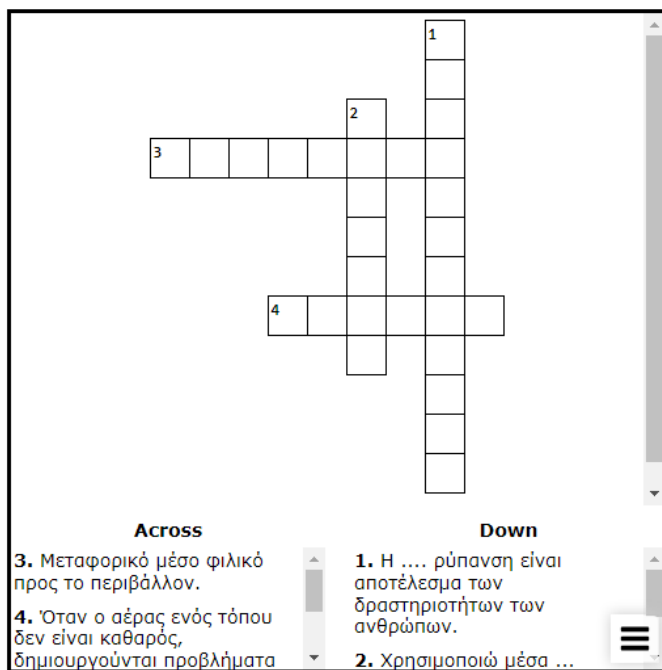 1
2
3
4
Across
3. Μεταφορικό μέσο φιλικό
προς το περιβάλλον.
4. Όταν ο αέρας ενός τόπου
δεν είναι καθαρός,
δημιουργούνται προβλήματα
Down
1. Η .... ρύπανση είναι
αποτέλεσμα των
δραστηριοτήτων των
ανθρώπων.
2. Χρησιμοποιώ μέσα ...